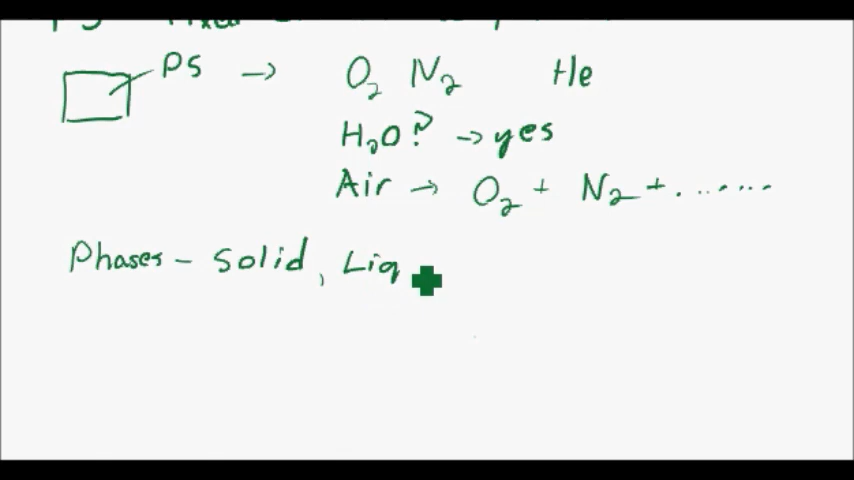 PS → O₂ N₂ He
H₂O? → yes
Air → O₂ + N₂ + .......
Phases - Solid, Liq